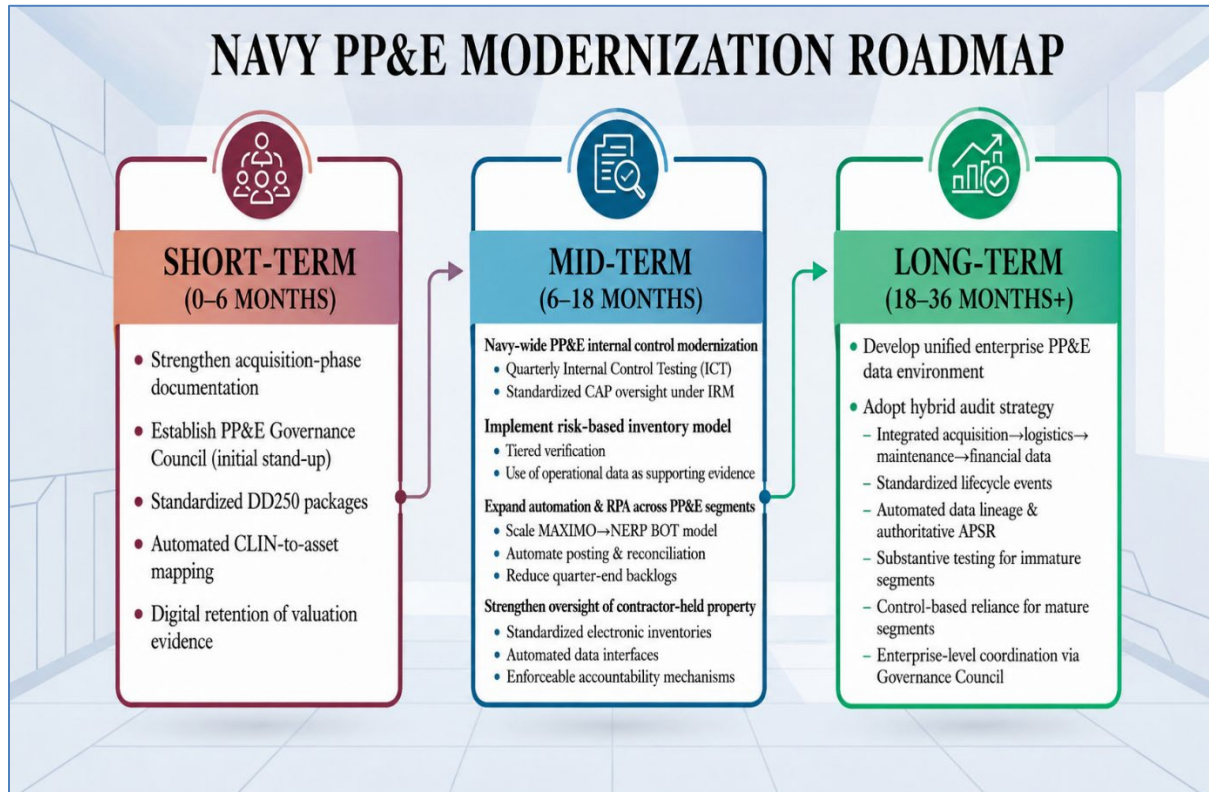 NAVY PP&E MODERNIZATION ROADMAP
SHORT-TERM
(0–6 MONTHS)
• Strengthen acquisition-phase
documentation
• Establish PP&E Governance
Council (initial stand-up)
• Standardized DD250 packages
• Automated CLIN-to-asset
mapping
• Digital retention of valuation
evidence
MID-TERM
(6–18 MONTHS)
Navy-wide PP&E internal control modernization
• Quarterly Internal Control Testing (ICT)
• Standardized CAP oversight under IRM
Implement risk-based inventory model
• Tiered verification
• Use of operational data as supporting evidence
Expand automation & RPA across PP&E segments
• Scale MAXIMO→NERP BOT model
• Automate posting & reconciliation
• Reduce quarter-end backlogs
Strengthen oversight of contractor-held property
• Standardized electronic inventories
• Automated data interfaces
• Enforceable accountability mechanisms
LONG-TERM
(18–36 MONTHS+)
• Develop unified enterprise PP&E
data environment
• Adopt hybrid audit strategy
– Integrated acquisition→logistics→
maintenance→financial data
– Standardized lifecycle events
– Automated data lineage &
authoritative APSR
– Substantive testing for immature
segments
– Control-based reliance for mature
segments
– Enterprise-level coordination via
Governance Council